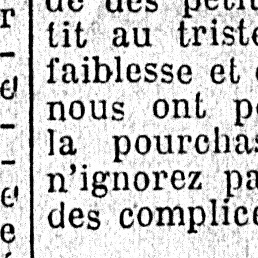 de des petit
tit au triste
faiblesse et
nous ont p
la pourchas
n'ignorez pa
des complice